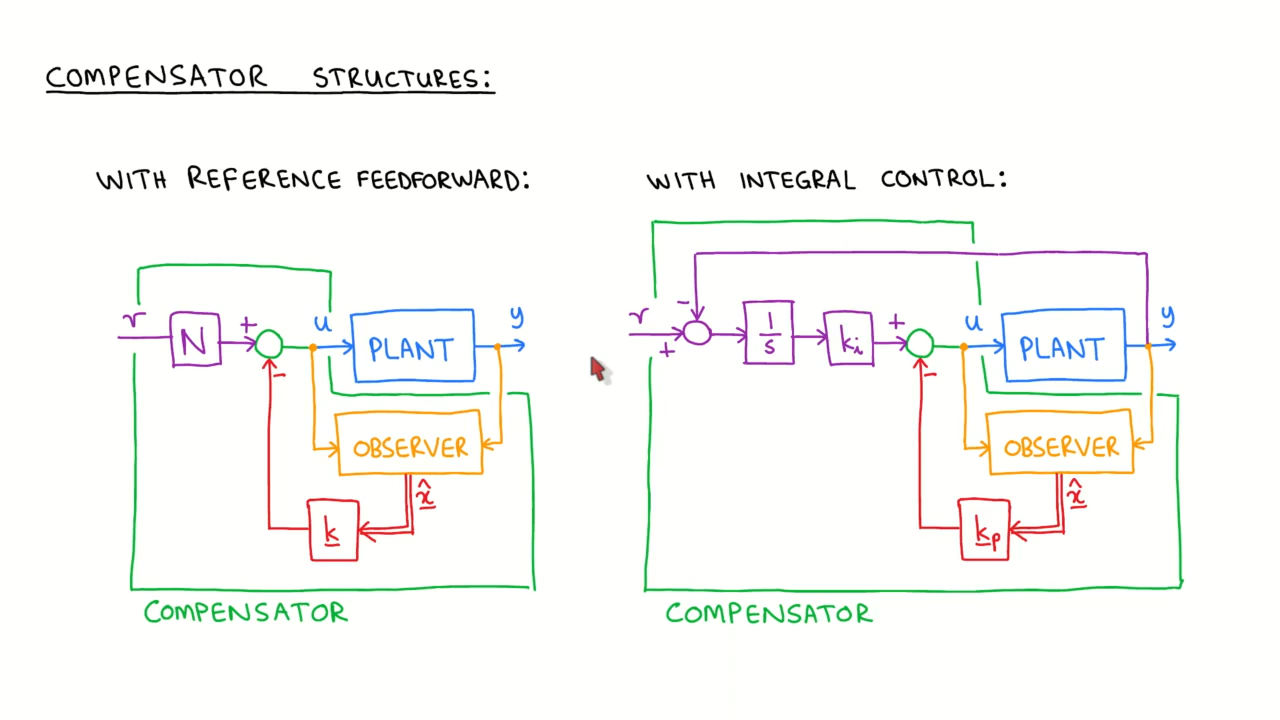 COMPENSATOR STRUCTURES:
WITH REFERENCE FEEDFORWARD:
r
N
+
−
u
PLANT
y
OBSERVER
x̂
k
COMPENSATOR
WITH INTEGRAL CONTROL:
r
+
−
1/s
ki
+
−
u
PLANT
y
OBSERVER
x̂
kp
COMPENSATOR